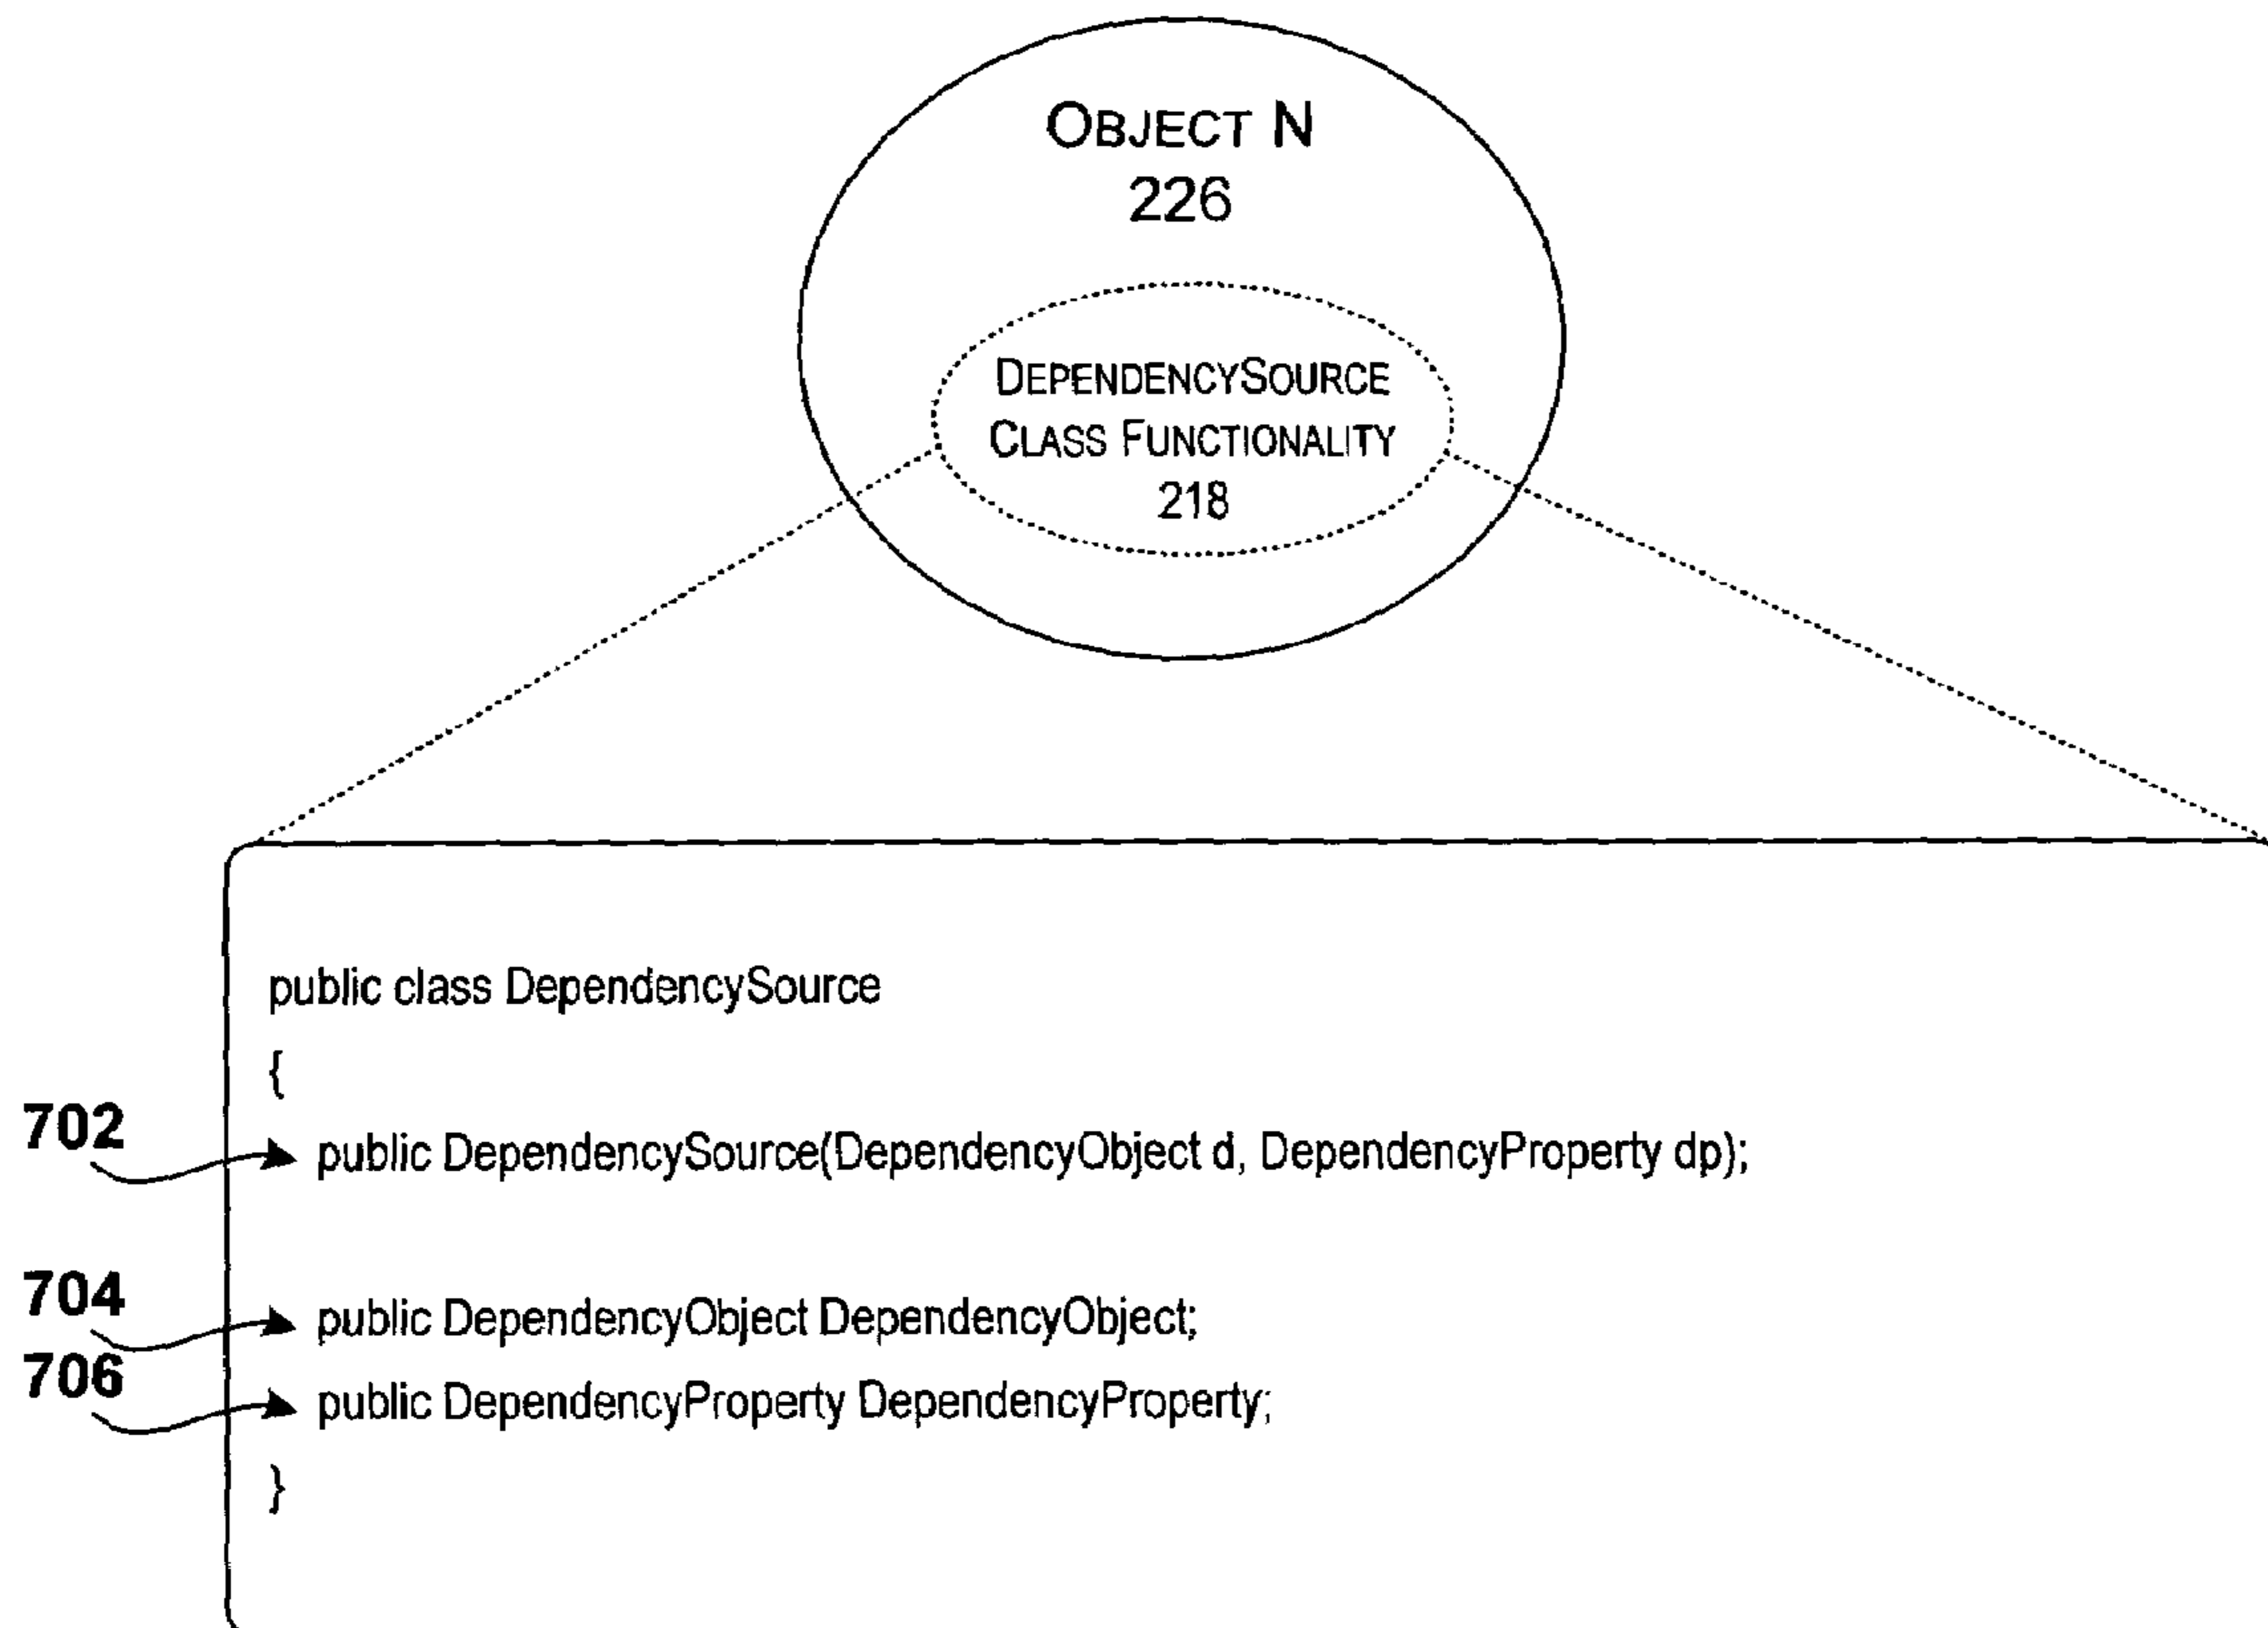 OBJECT N
226
DEPENDENCYSOURCE
CLASS FUNCTIONALITY
218
public class DependencySource
{
702
public DependencySource(DependencyObject d, DependencyProperty dp);
704
public DependencyObject DependencyObject;
706
public DependencyProperty DependencyProperty;
}